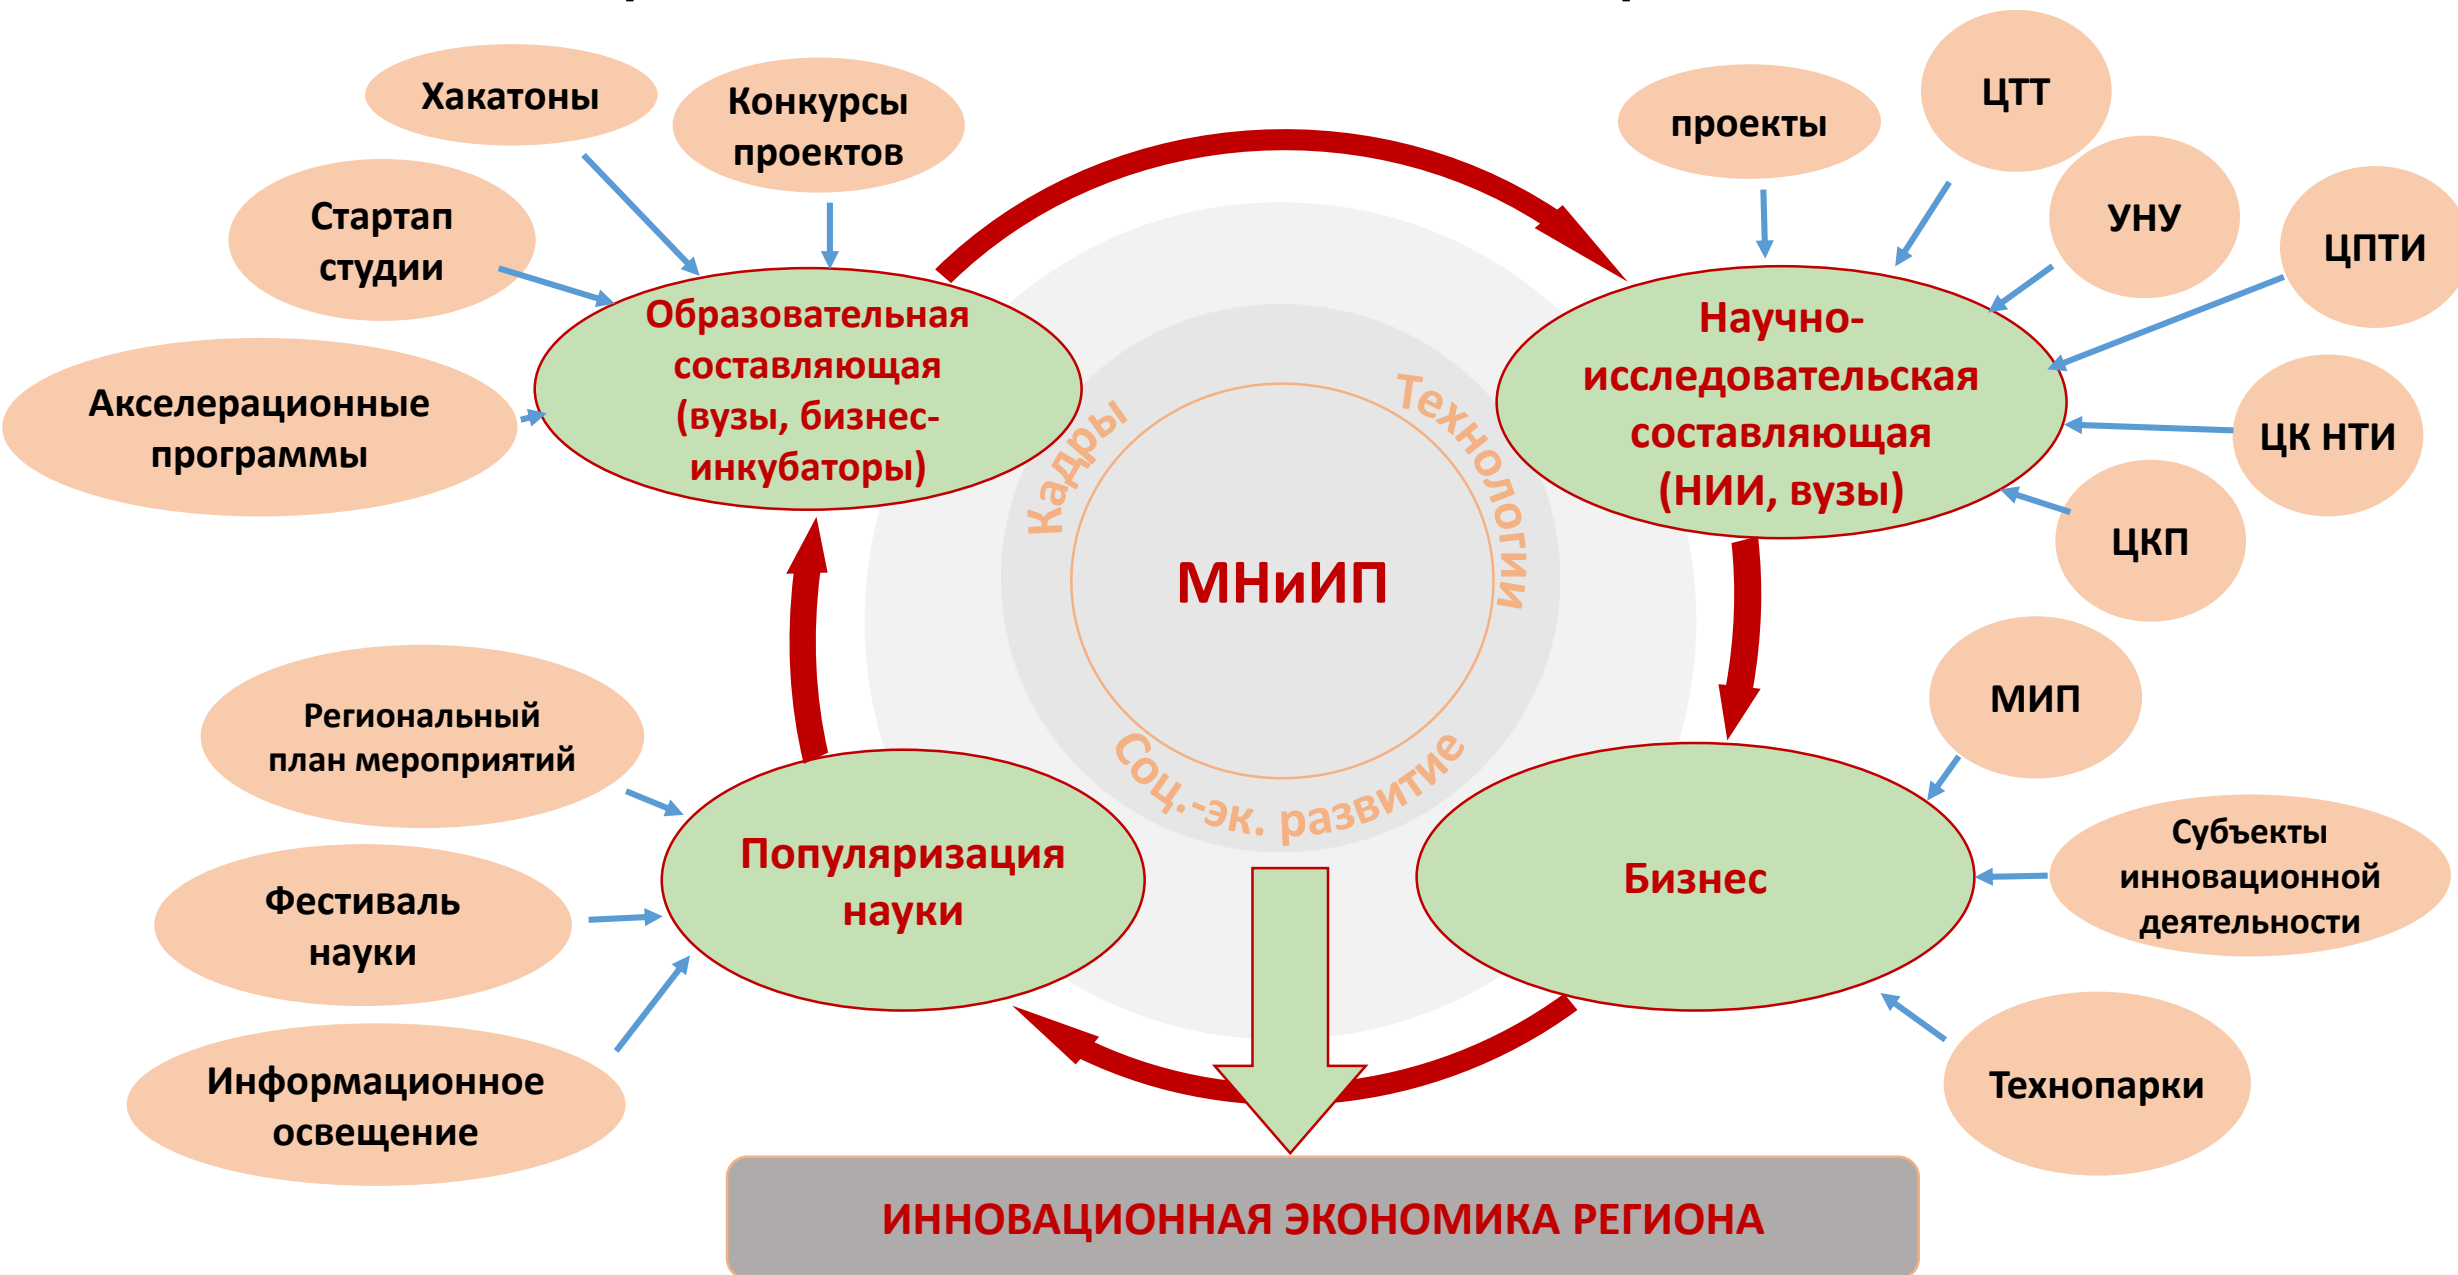 Хакатоны
Конкурсы
проектов
Стартап
студии
Акселерационные
программы
проекты
ЦТТ
УНУ
ЦПТИ
ЦК НТИ
ЦКП
Образовательная
составляющая
(вузы, бизнес-
инкубаторы)
Научно-
исследовательская
составляющая
(НИИ, вузы)
Кадры
Технологии
МНиИП
Соц.-эк. развитие
Региональный
план мероприятий
Фестиваль
науки
Информационное
освещение
Популяризация
науки
Бизнес
МИП
Субъекты
инновационной
деятельности
Технопарки
ИННОВАЦИОННАЯ ЭКОНОМИКА РЕГИОНА